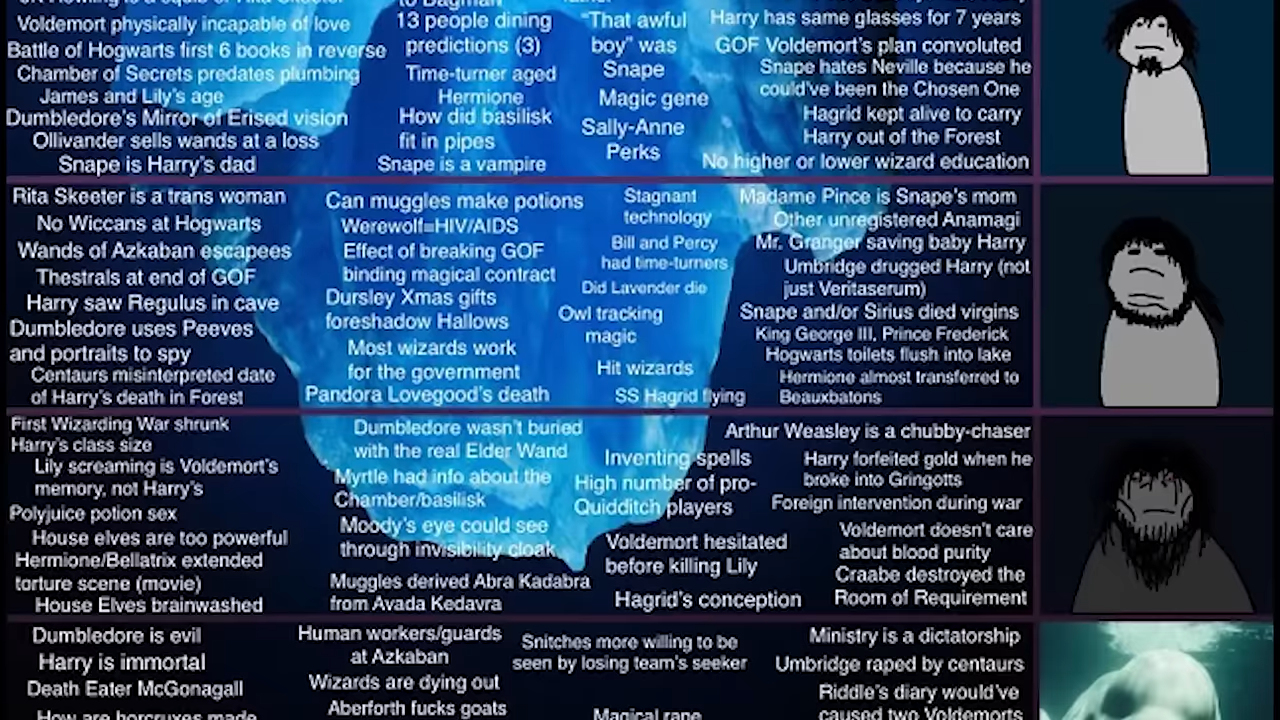 Voldemort physically incapable of love
Battle of Hogwarts first 6 books in reverse
Chamber of Secrets predates plumbing
James and Lily's age
Dumbledore's Mirror of Erised vision
Ollivander sells wands at a loss
Snape is Harry's dad
to Dagman
13 people dining
predictions (3)
Time-turner aged
Hermione
How did basilisk
fit in pipes
Snape is a vampire
"That awful
boy" was
Snape
Magic gene
Sally-Anne
Perks
Harry has same glasses for 7 years
GOF Voldemort's plan convoluted
Snape hates Neville because he
could've been the Chosen One
Hagrid kept alive to carry
Harry out of the Forest
No higher or lower wizard education
Rita Skeeter is a trans woman
No Wiccans at Hogwarts
Wands of Azkaban escapees
Thestrals at end of GOF
Harry saw Regulus in cave
Dumbledore uses Peeves
and portraits to spy
Centaurs misinterpreted date
of Harry's death in Forest
Can muggles make potions
Werewolf=HIV/AIDS
Effect of breaking GOF
binding magical contract
Dursley Xmas gifts
foreshadow Hallows
Most wizards work
for the government
Pandora Lovegood's death
Stagnant
technology
Bill and Percy
had time-turners
Did Lavender die
Owl tracking
magic
Hit wizards
SS Hagrid flying
Madame Pince is Snape's mom
Other unregistered Anamagi
Mr. Granger saving baby Harry
Umbridge drugged Harry (not
just Veritaserum)
Snape and/or Sirius died virgins
King George III, Prince Frederick
Hogwarts toilets flush into lake
Hermione almost transferred to
Beauxbatons
First Wizarding War shrunk
Harry's class size
Lily screaming is Voldemort's
memory, not Harry's
Polyjuice potion sex
House elves are too powerful
Hermione/Bellatrix extended
torture scene (movie)
House Elves brainwashed
Dumbledore wasn't buried
with the real Elder Wand
Myrtle had info about the
Chamber/basilisk
Moody's eye could see
through invisibility cloak
Muggles derived Abra Kadabra
from Avada Kedavra
Inventing spells
High number of pro-
Quidditch players
Voldemort hesitated
before killing Lily
Hagrid's conception
Arthur Weasley is a chubby-chaser
Harry forfeited gold when he
broke into Gringotts
Foreign intervention during war
Voldemort doesn't care
about blood purity
Craabe destroyed the
Room of Requirement
Dumbledore is evil
Harry is immortal
Death Eater McGonagall
How are horcruxes made
Human workers/guards
at Azkaban
Wizards are dying out
Aberforth fucks goats
Snitches more willing to be
seen by losing team's seeker
Magical rape
Ministry is a dictatorship
Umbridge raped by centaurs
Riddle's diary would've
caused two Voldemorts